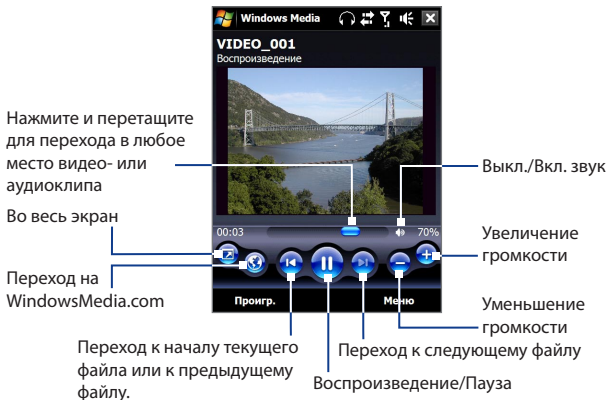 Windows Media
VIDEO_001
Воспроизведение
Нажмите и перетащите
для перехода в любое
место видео- или
аудиоклипа
Выкл./Вкл. звук
Во весь экран
00:03
70%
Увеличение
громкости
Переход на
WindowsMedia.com
Проигр.
Меню
Уменьшение
громкости
Переход к началу текущего
файла или к предыдущему
файлу.
Переход к следующему файлу
Воспроизведение/Пауза